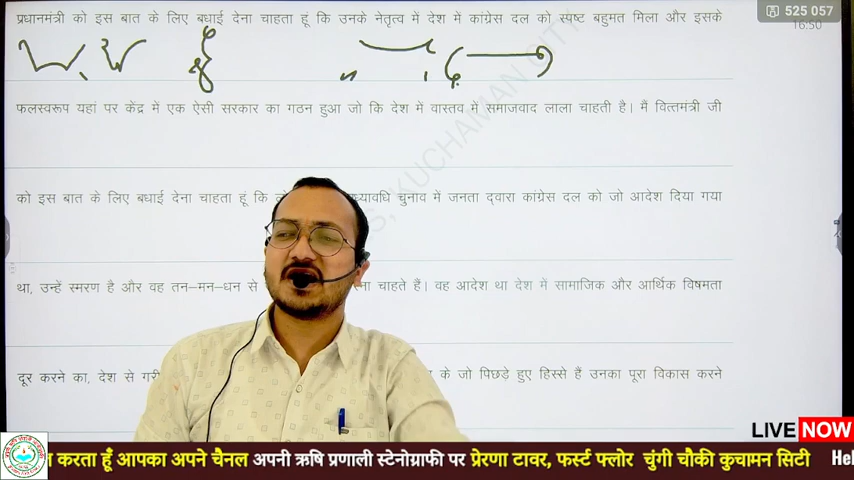 525 057
प्रधानमंत्री को इस बात के लिए बधाई देना चाहता हूं कि उनके नेतृत्व में देश में कांग्रेस दल को स्पष्ट बहुमत मिला और इसके
16:50
फलस्वरूप यहां पर केंद्र में एक ऐसी सरकार का गठन हुआ जो कि देश में वास्तव में समाजवाद लाला चाहती है। मैं वित्तमंत्री जी
को इस बात के लिए बधाई देना चाहता हूं कि मध्यावधि चुनाव में जनता द्वारा कांग्रेस दल को जो आदेश दिया गया
था, उन्हें स्मरण है और वह तन–मन–धन से चाहते हैं। वह आदेश था देश में सामाजिक और आर्थिक विषमता
दूर करने का, देश से के जो पिछड़े हुए हिस्से हैं उनका पूरा विकास करने
KUCHAMAN CITY
LIVE NOW
करता हूँ आपका अपने चैनल अपनी ऋषि प्रणाली स्टेनोग्राफी पर प्रेरणा टावर, फर्स्ट फ्लोर चुंगी चौकी कुचामन सिटी